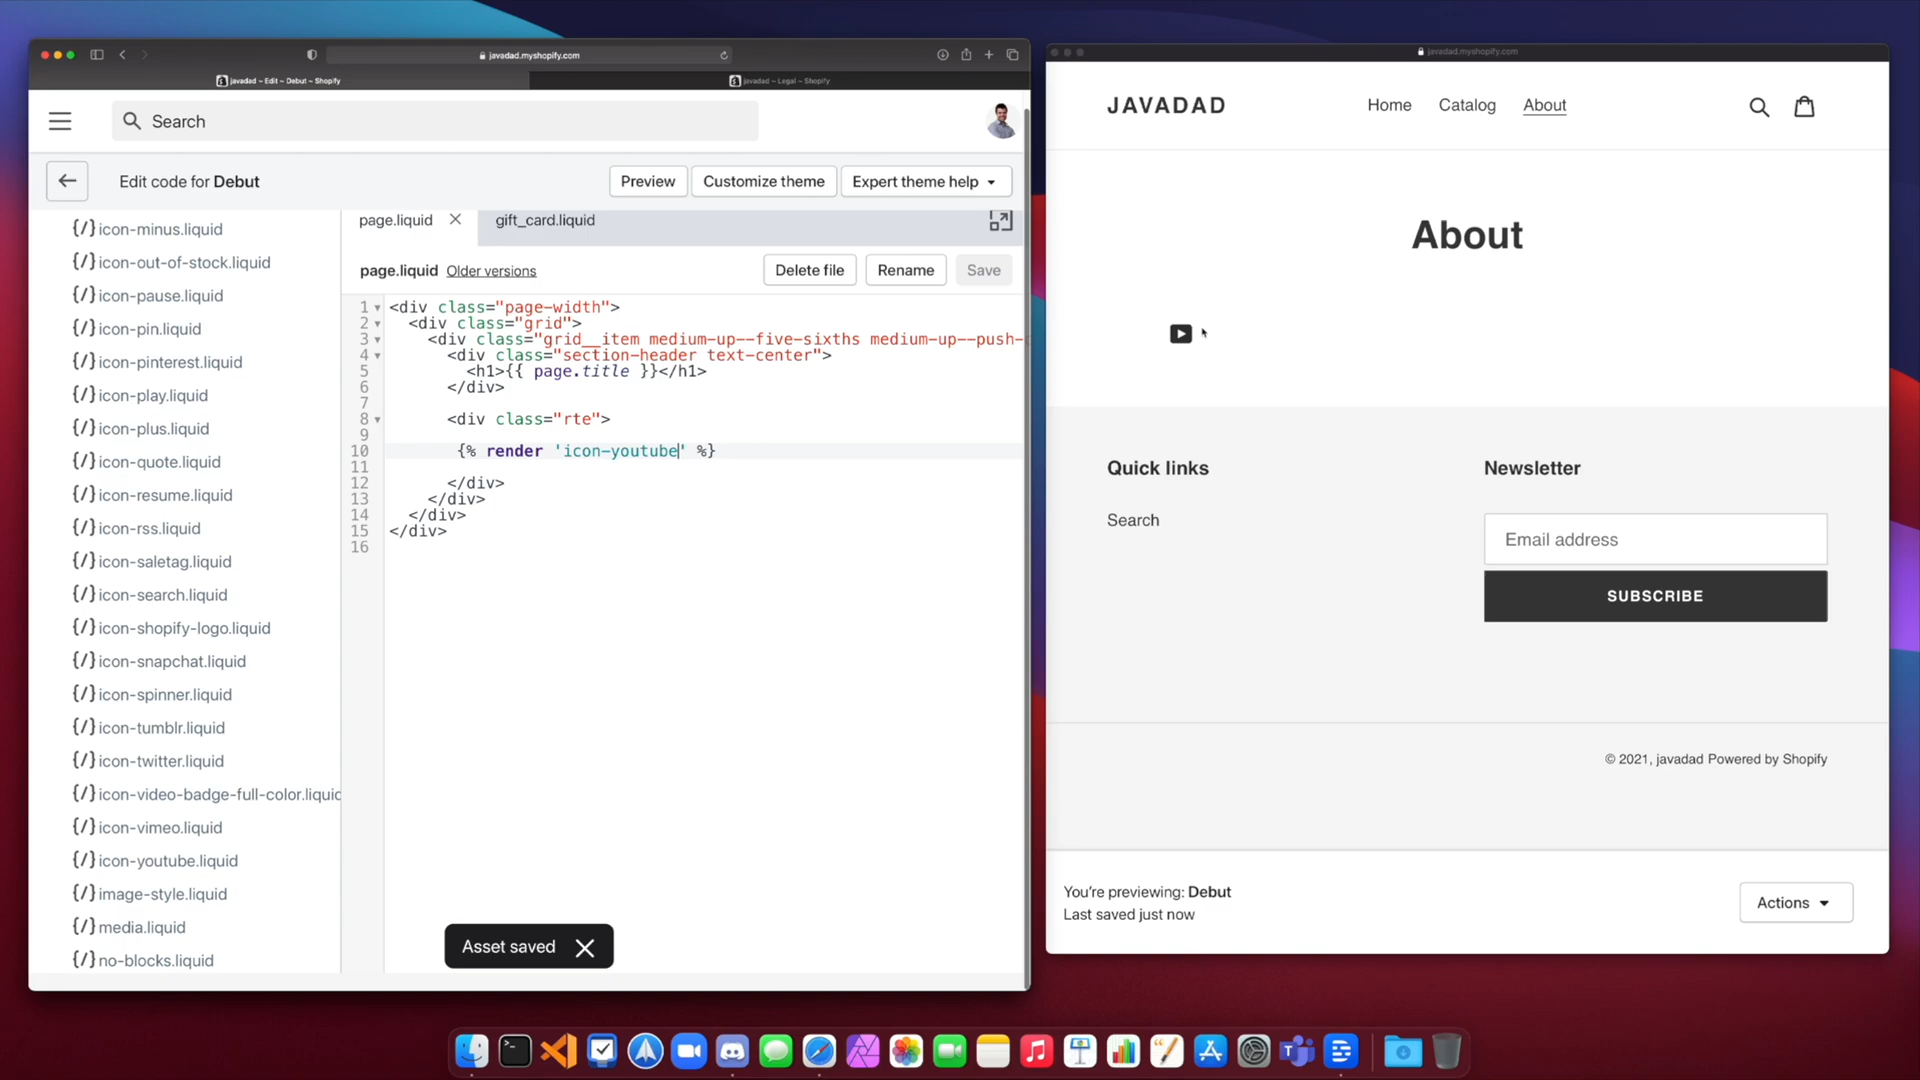 javadad.myshopify.com
javadad ~ Edit ~ Debut ~ Shopify
javadad ~ Legal ~ Shopify
Search
Edit code for Debut
Preview
Customize theme
Expert theme help
{/} icon-minus.liquid
{/} icon-out-of-stock.liquid
{/} icon-pause.liquid
{/} icon-pin.liquid
{/} icon-pinterest.liquid
{/} icon-play.liquid
{/} icon-plus.liquid
{/} icon-quote.liquid
{/} icon-resume.liquid
{/} icon-rss.liquid
{/} icon-saletag.liquid
{/} icon-search.liquid
{/} icon-shopify-logo.liquid
{/} icon-snapchat.liquid
{/} icon-spinner.liquid
{/} icon-tumblr.liquid
{/} icon-twitter.liquid
{/} icon-video-badge-full-color.liquid
{/} icon-vimeo.liquid
{/} icon-youtube.liquid
{/} image-style.liquid
{/} media.liquid
{/} no-blocks.liquid
page.liquid
gift_card.liquid
page.liquid Older versions
Delete file
Rename
Save
1 <div class="page-width">
2 <div class="grid">
3 <div class="grid__item medium-up--five-sixths medium-up--push-
4 <div class="section-header text-center">
5 <h1>{{ page.title }}</h1>
6 </div>
7
8 <div class="rte">
9
10 {% render 'icon-youtube' %}
11
12 </div>
13 </div>
14 </div>
15 </div>
16
Asset saved
javadad.myshopify.com
JAVADAD
Home
Catalog
About
About
Quick links
Search
Newsletter
Email address
SUBSCRIBE
© 2021, javadad Powered by Shopify
You're previewing: Debut
Last saved just now
Actions